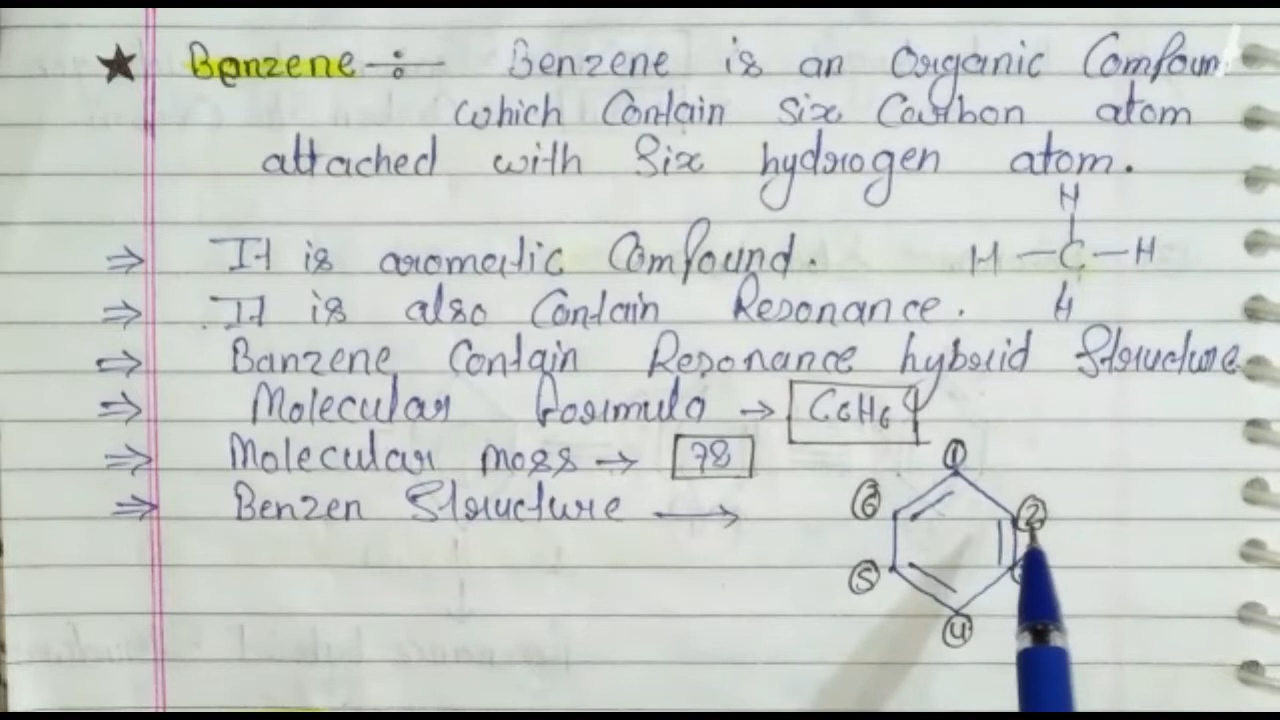 ★ Benzene ÷ Benzene is an Organic Compoun
which Contain six Carbon atom
attached with Six hydrogen atom.
⇒ It is aromatic Compound.
H
H - C - H
H
⇒ It is also Contain Resonance.
⇒ Banzene Contain Resonance hybrid Structure
⇒ Molecular formula → C6H6
⇒ Molecular mass → 78
⇒ Benzen Structure →
1
6
2
5
4